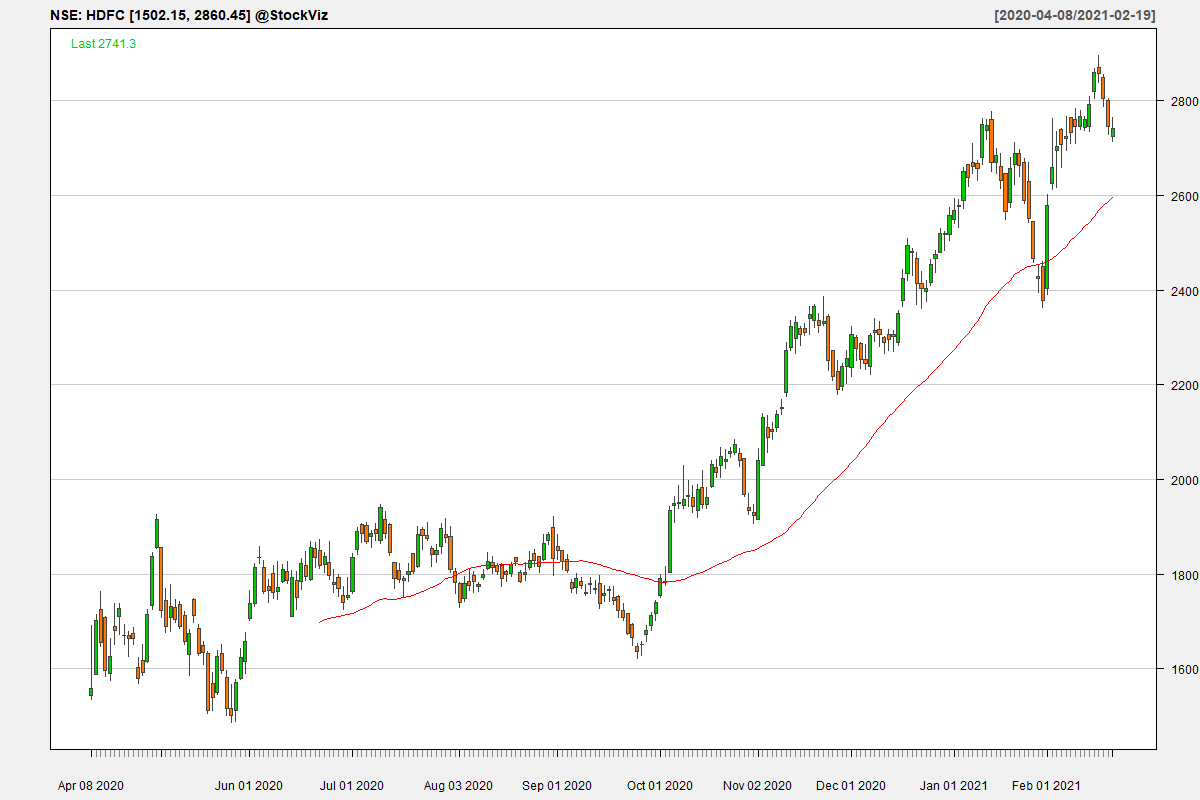 NSE: HDFC [1502.15, 2860.45] @StockViz [2020-04-08/2021-02-19]
Last 2741.3
2800
2600
2400
2200
2000
1800
1600
Apr 08 2020 Jun 01 2020 Jul 01 2020 Aug 03 2020 Sep 01 2020 Oct 01 2020 Nov 02 2020 Dec 01 2020 Jan 01 2021 Feb 01 2021